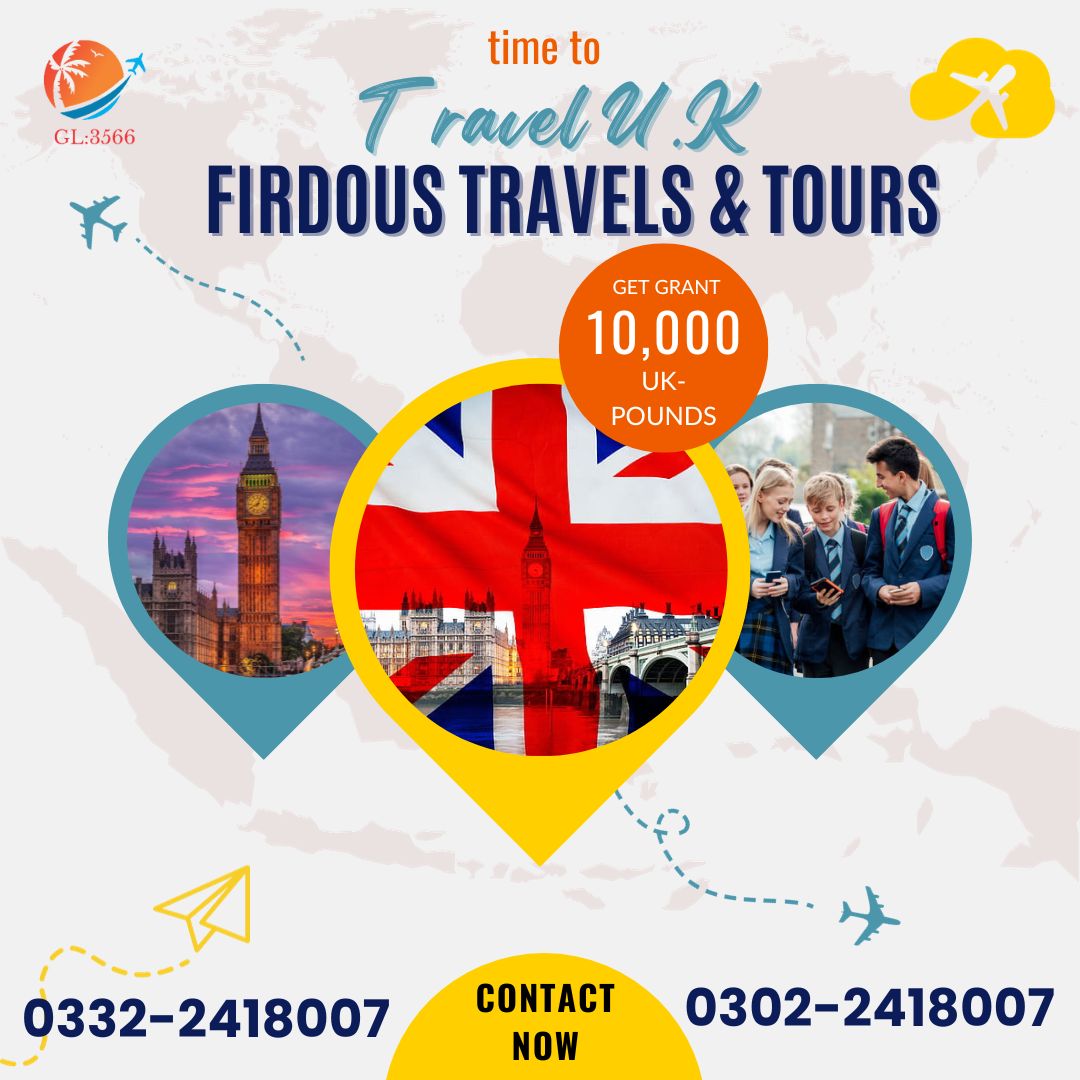 time to
Travel U.K
GL:3566
FIRDOUS TRAVELS & TOURS
GET GRANT
10,000
UK-
POUNDS
CONTACT
NOW
0332-2418007
0302-2418007